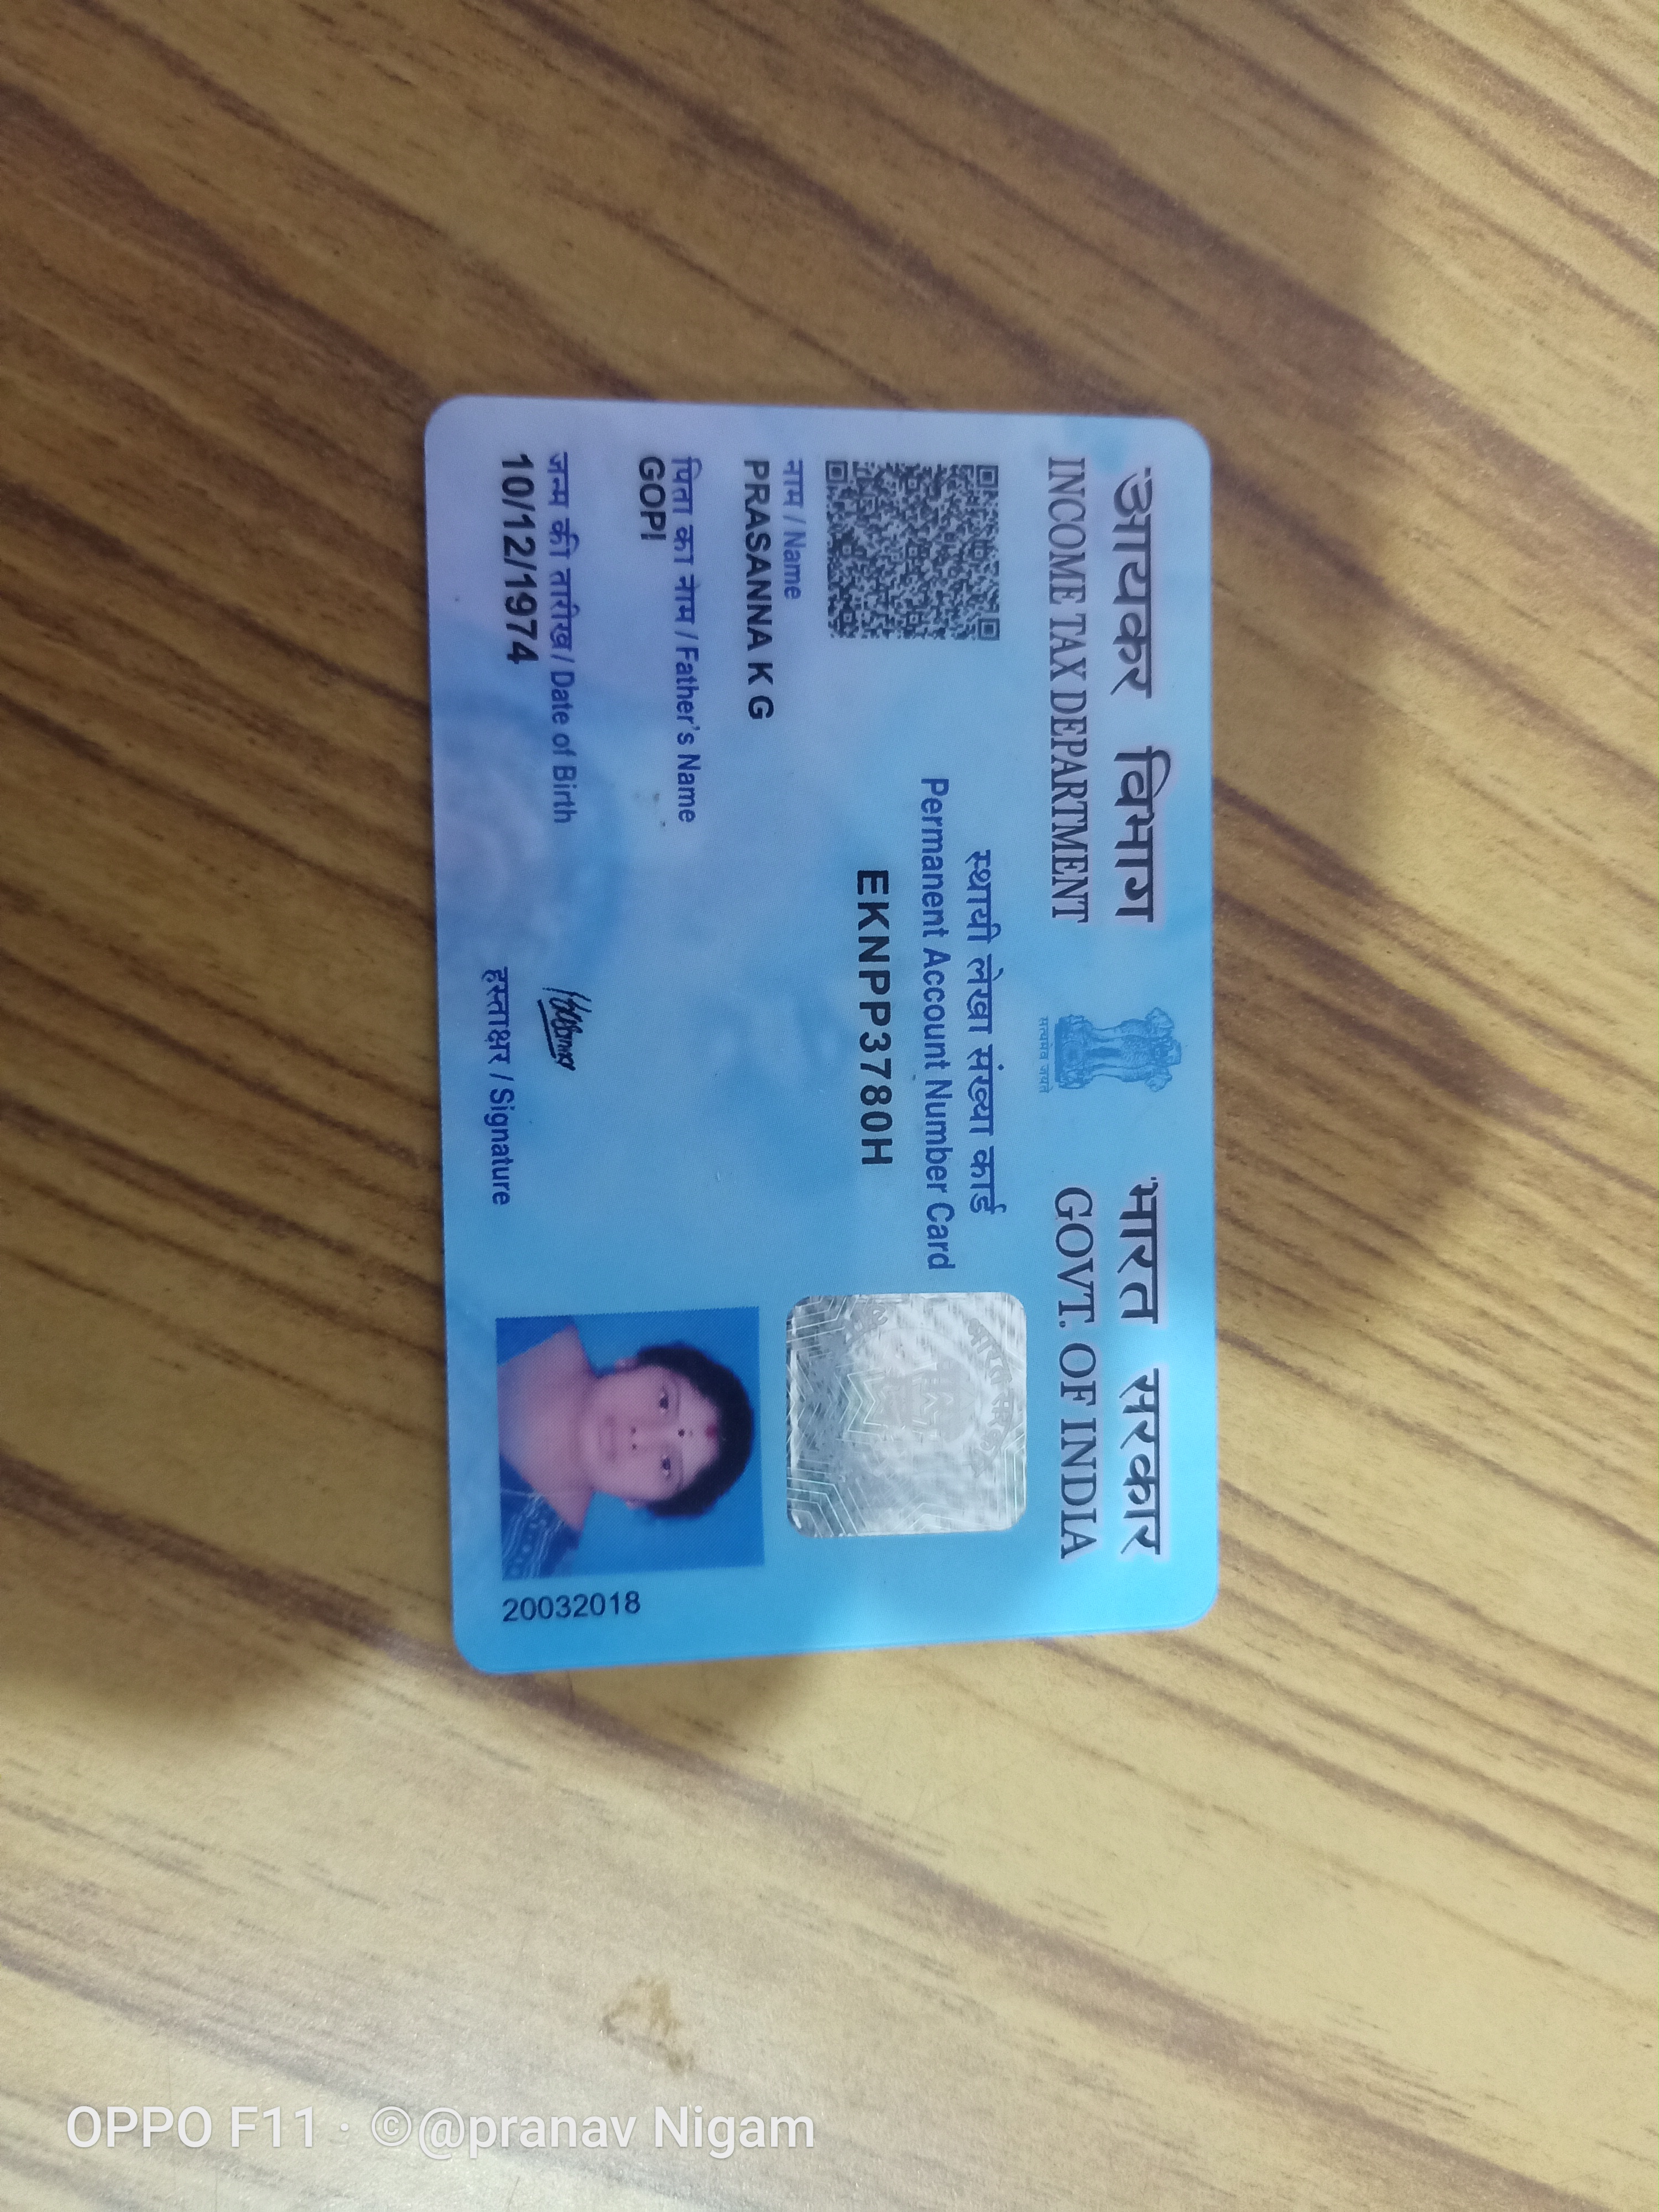 आयकर विभाग
INCOME TAX DEPARTMENT
सत्यमेव जयते
भारत सरकार
GOVT. OF INDIA
स्थायी लेखा संख्या कार्ड
Permanent Account Number Card
EKNPP3780H
नाम / Name
PRASANNA K G
पिता का नाम / Father's Name
GOPI
जन्म की तारीख / Date of Birth
10/12/1974
हस्ताक्षर / Signature
20032018
OPPO F11 · ©@pranav Nigam